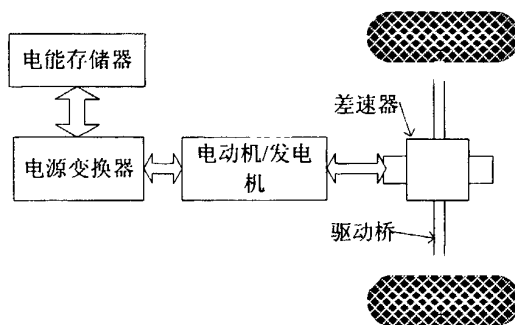 电能存储器
差速器
电源变换器
电动机/发电
机
驱动桥